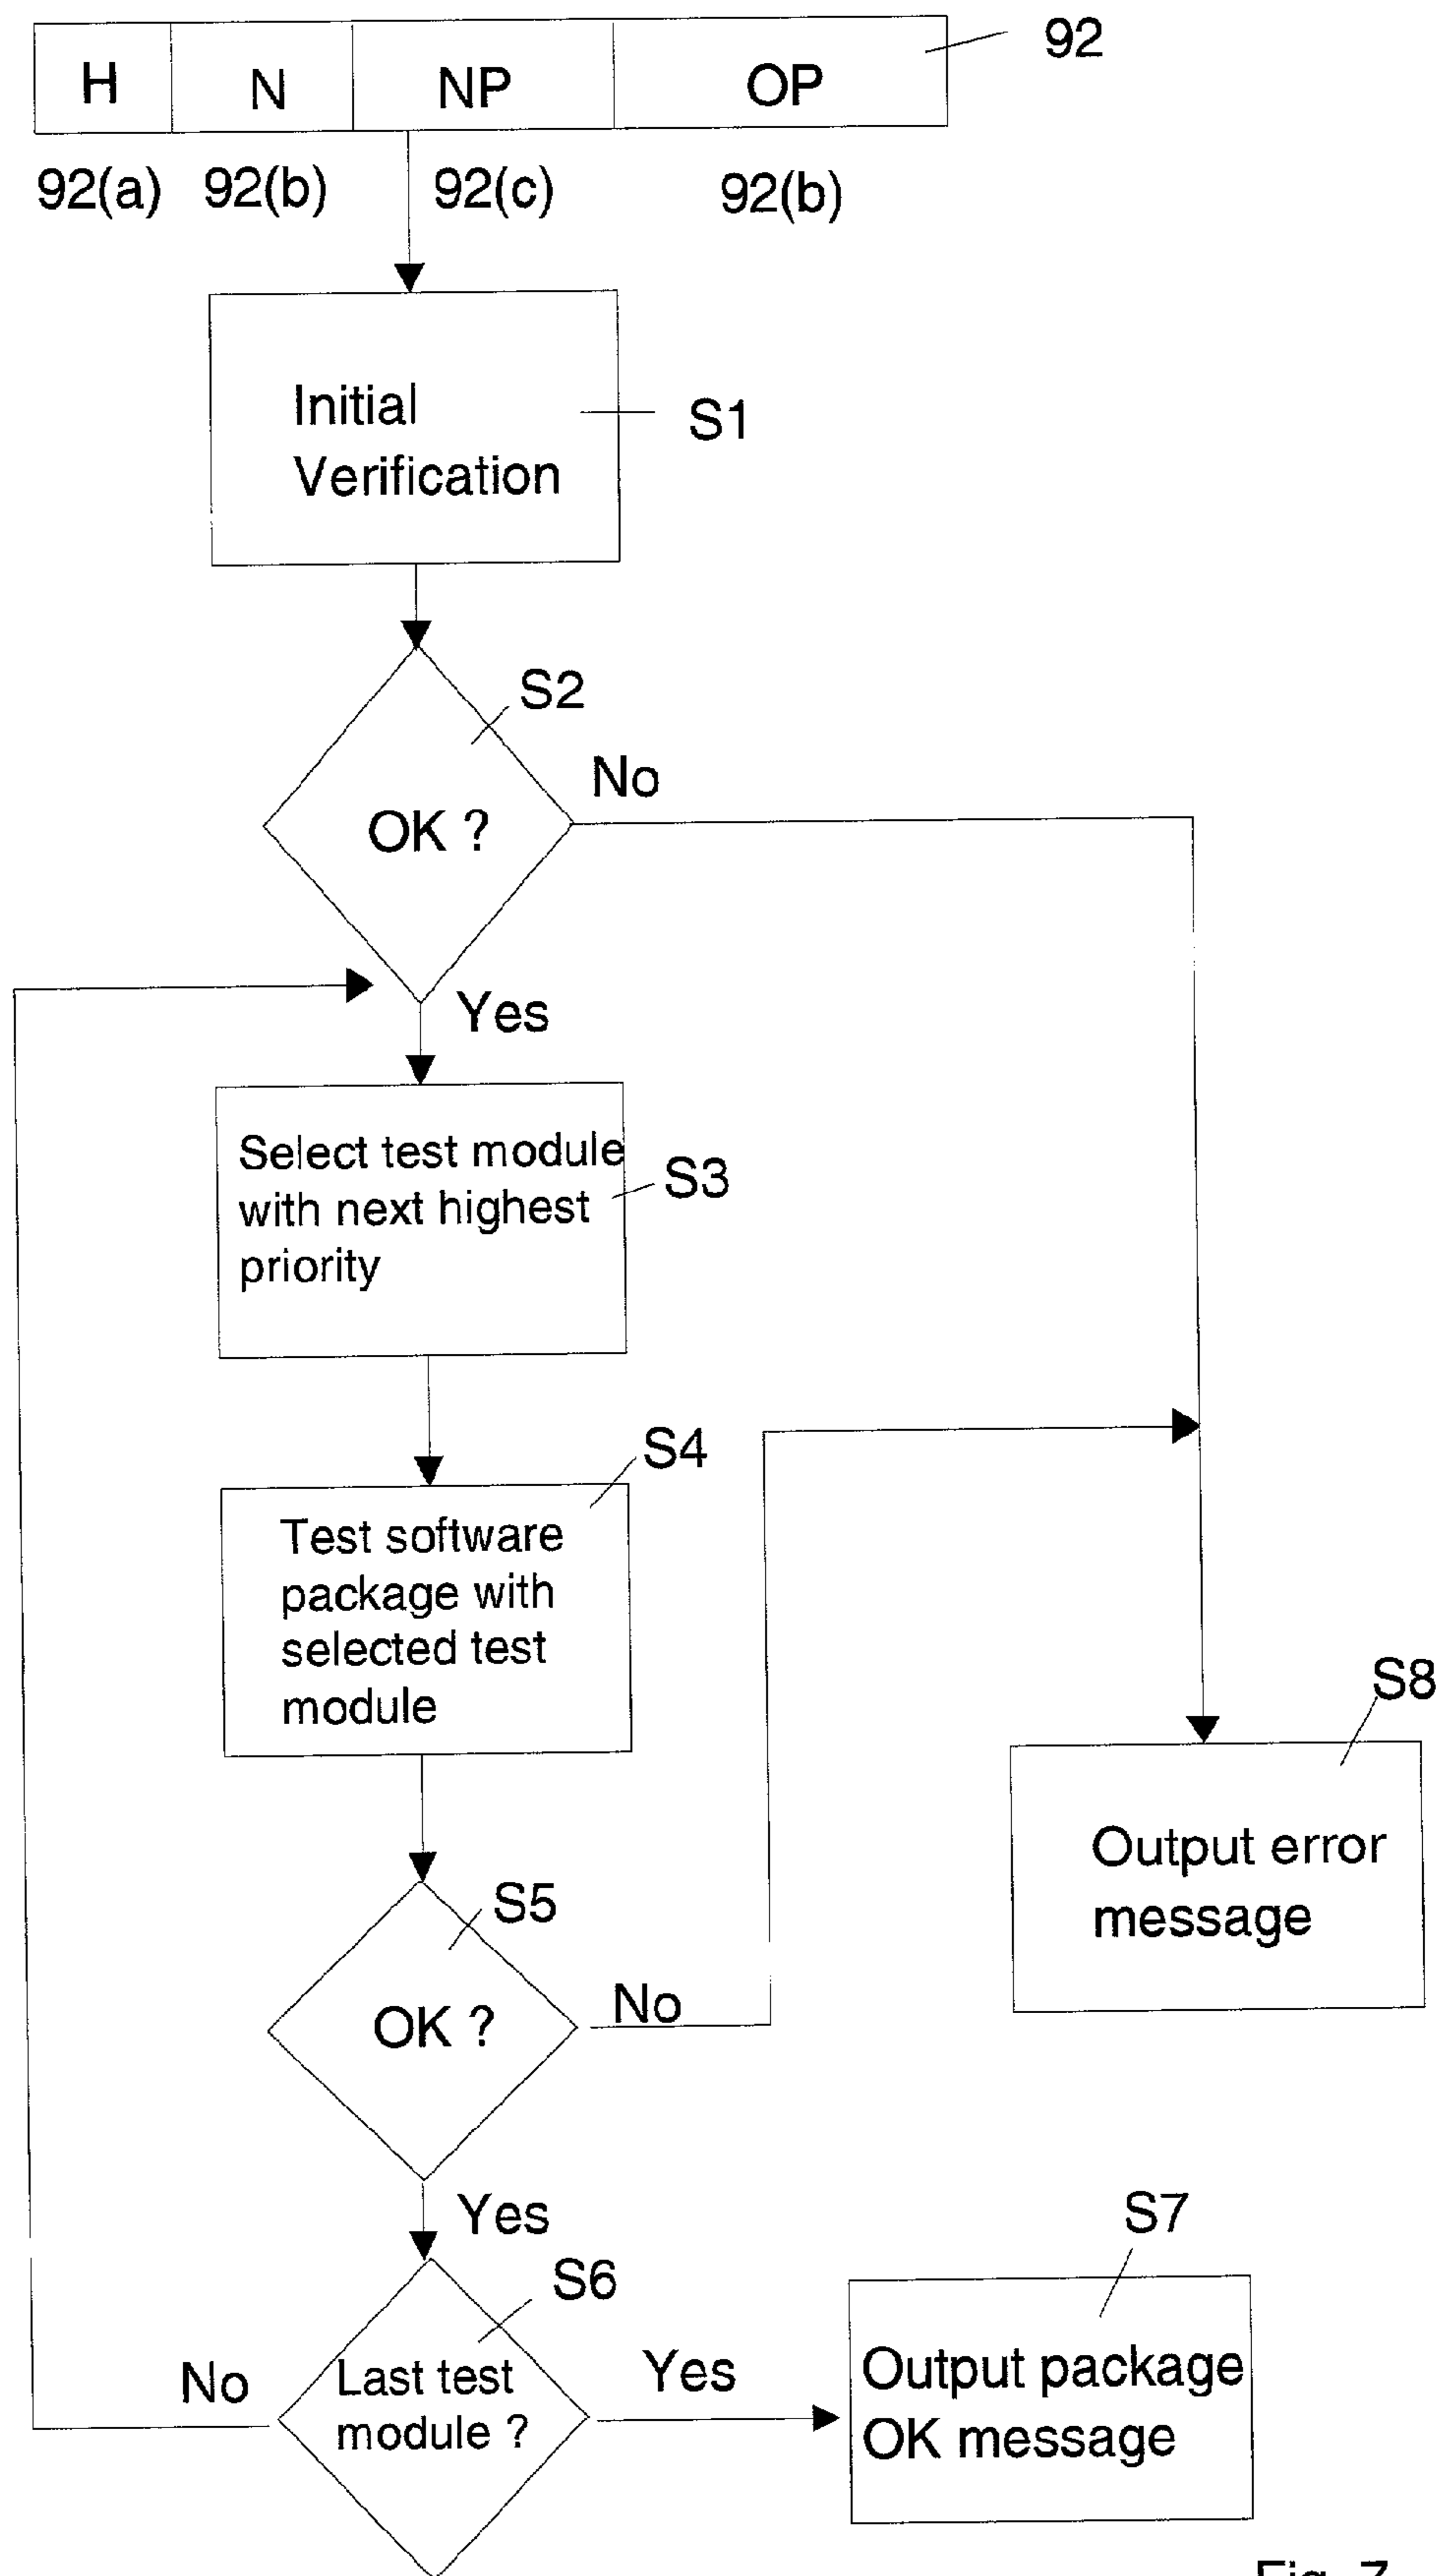 H N NP OP 92
92(a) 92(b) 92(c) 92(b)
Initial
Verification
S1
S2
No
OK ?
Yes
Select test module
with next highest
priority
S3
S4
Test software
package with
selected test
module
S8
Output error
message
S5
OK ?
No
Yes
S6
S7
Last test
module ?
No
Yes
Output package
OK message